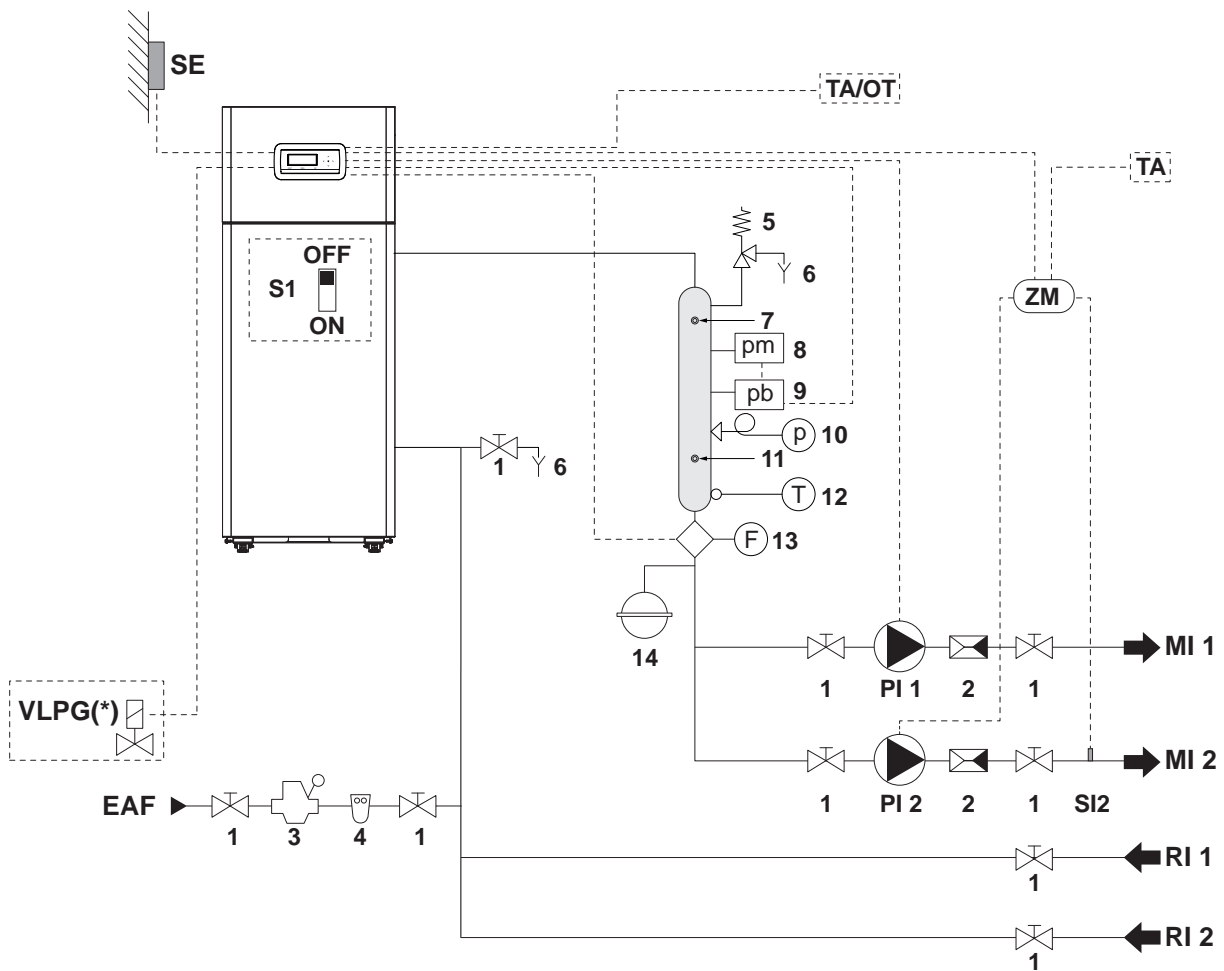 SE
TA/OT
TA
OFF
S1
ON
5
6
ZM
7
pm 8
pb 9
p 10
1 6
11
T 12
F 13
14
MI 1
1 PI 1 2 1
VLPG(*)
MI 2
1 PI 2 2 1 SI2
EAF
1 3 4 1
RI 1
1
RI 2
1